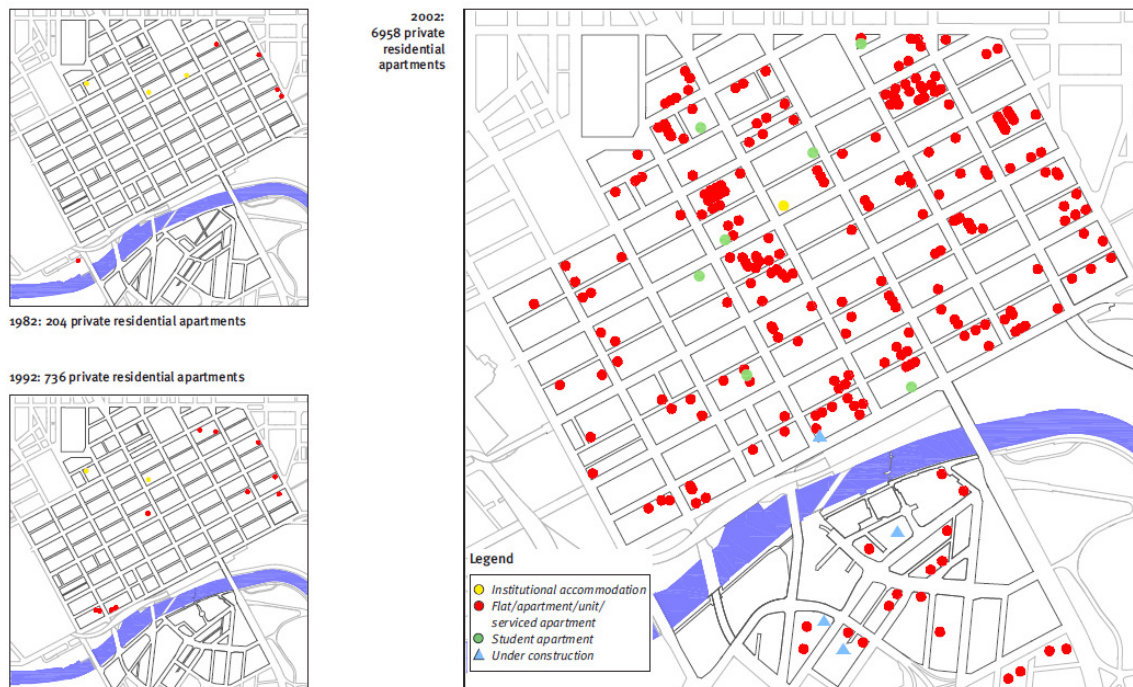 1982: 204 private residential apartments
1992: 736 private residential apartments
2002:
6958 private
residential
apartments
Legend
Institutional accommodation
Flat/apartment/unit/
serviced apartment
Student apartment
Under construction